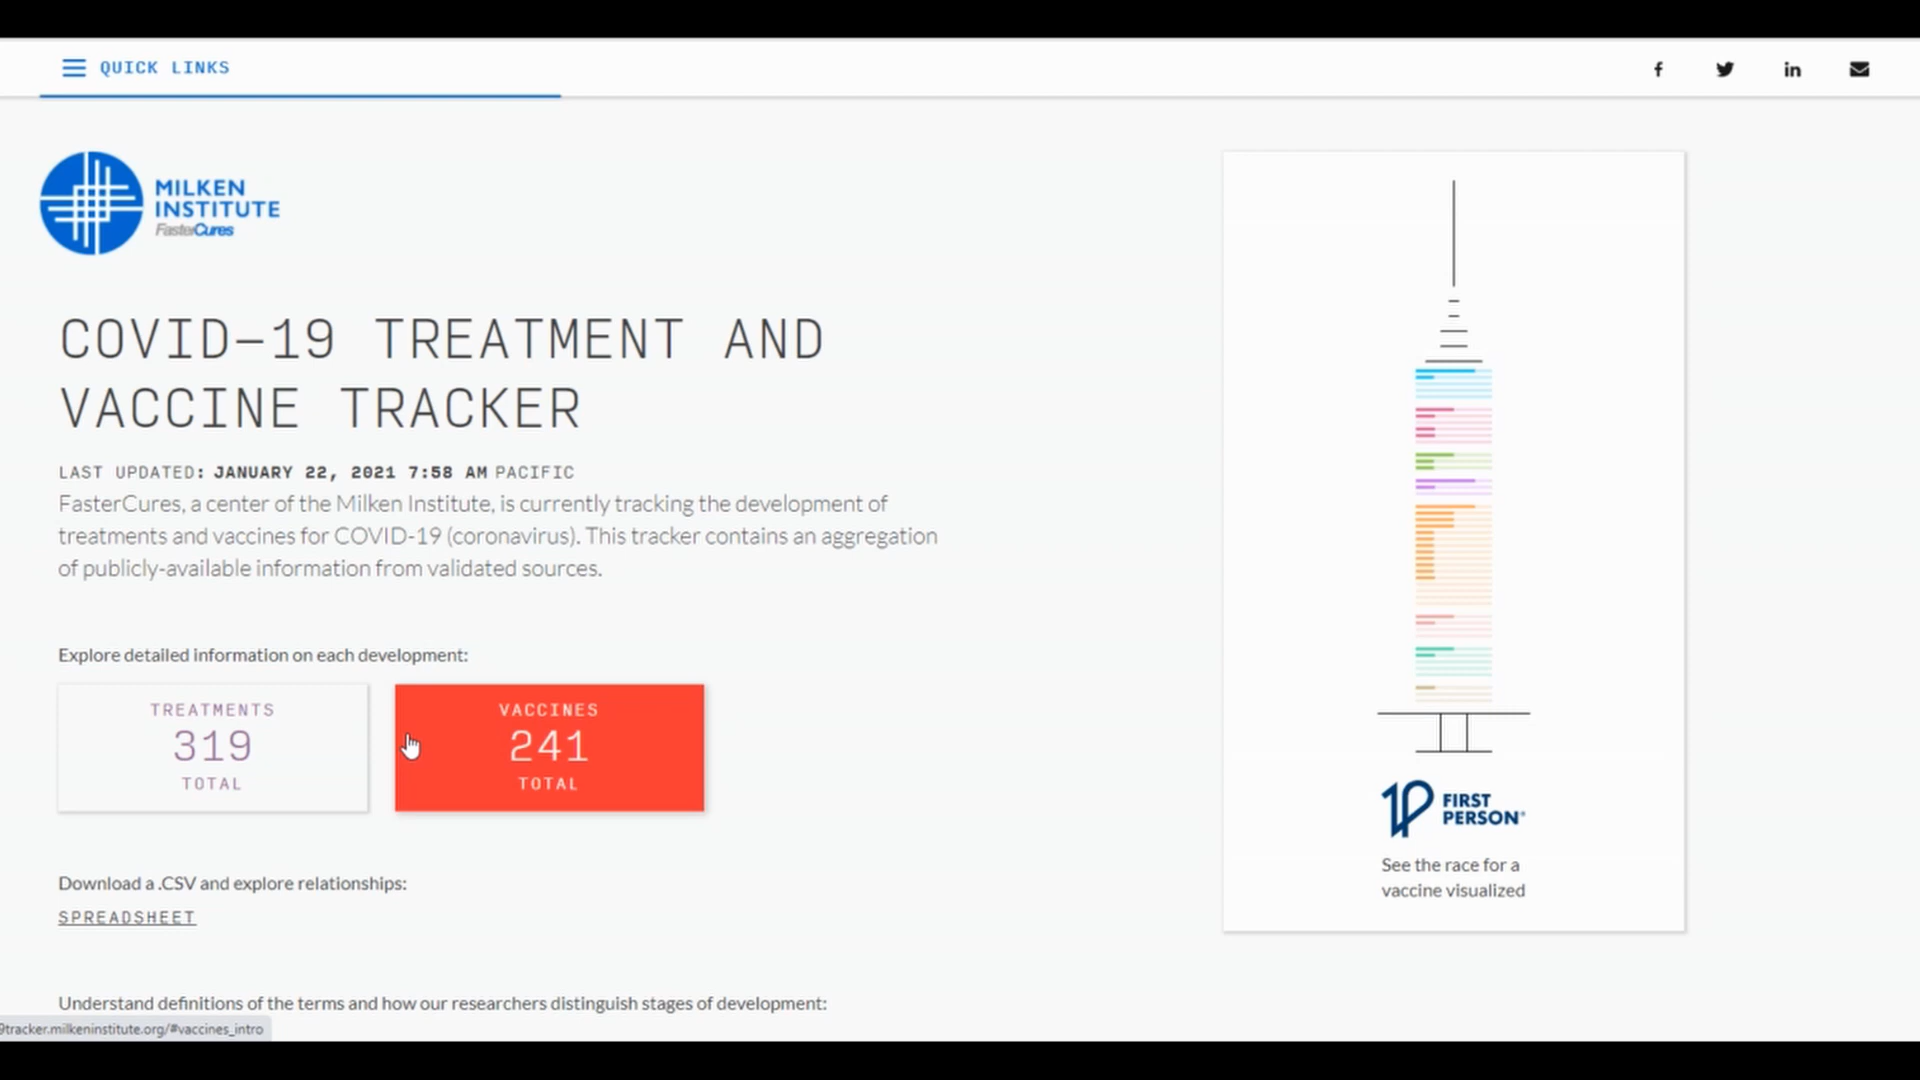 QUICK LINKS
MILKEN
INSTITUTE
FasterCures
COVID-19 TREATMENT AND
VACCINE TRACKER
LAST UPDATED: JANUARY 22, 2021 7:58 AM PACIFIC
FasterCures, a center of the Milken Institute, is currently tracking the development of
treatments and vaccines for COVID-19 (coronavirus). This tracker contains an aggregation
of publicly-available information from validated sources.
Explore detailed information on each development:
TREATMENTS
319
TOTAL
VACCINES
241
TOTAL
Download a .CSV and explore relationships:
SPREADSHEET
Understand definitions of the terms and how our researchers distinguish stages of development:
9tracker.milkeninstitute.org/#vaccines_intro
FIRST
PERSON®
See the race for a
vaccine visualized